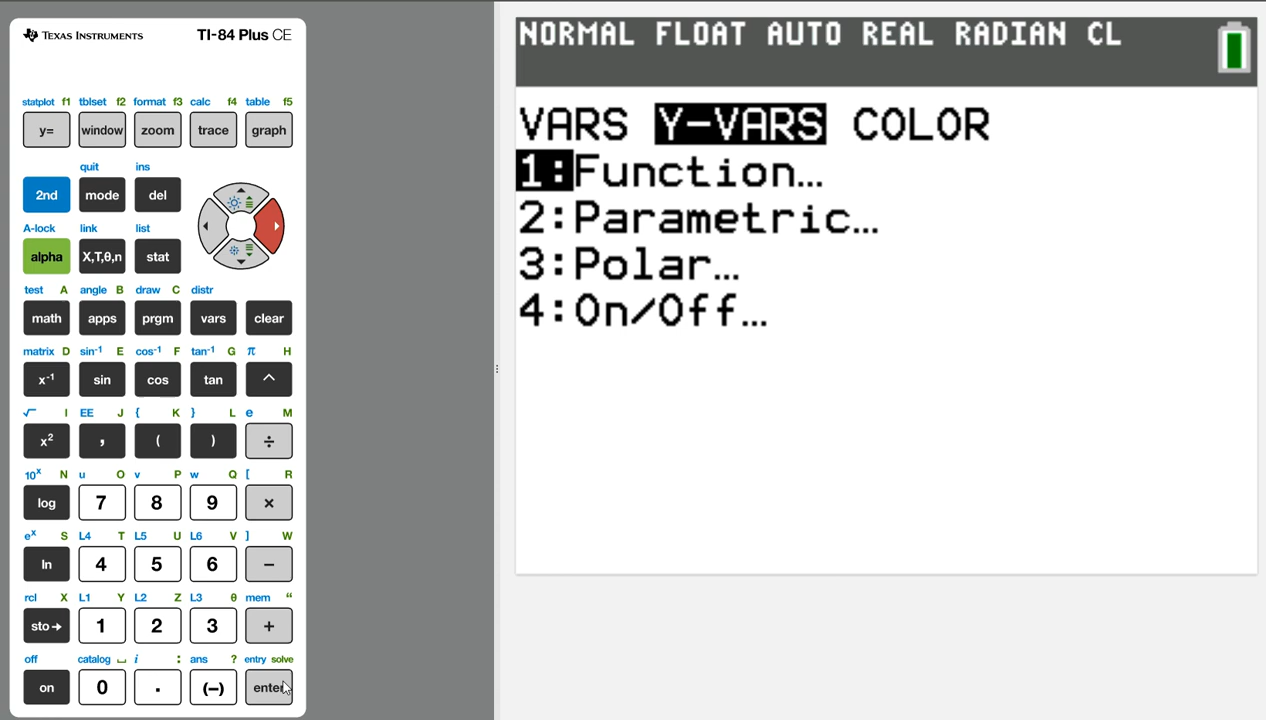 TEXAS INSTRUMENTS TI-84 Plus CE
statplot f1 tblset f2 format f3 calc f4 table f5
y= window zoom trace graph
quit ins
2nd mode del
A-lock link list
alpha X,T,θ,n stat
test A angle B draw C distr
math apps prgm vars clear
matrix D sin-1 E cos-1 F tan-1 G π H
x-1 sin cos tan ^
√ I EE J { K } L e M
x2 , ( ) ÷
10x N u O v P w Q [ R
log 7 8 9 ×
ex S L4 T L5 U L6 V ] W
ln 4 5 6 −
rcl X L1 Y L2 Z L3 θ mem “
sto→ 1 2 3 +
off catalog ⎵ i : ans ? entry solve
on 0 . (−) enter
NORMAL FLOAT AUTO REAL RADIAN CL
VARS Y-VARS COLOR
1:Function…
2:Parametric…
3:Polar…
4:On/Off…